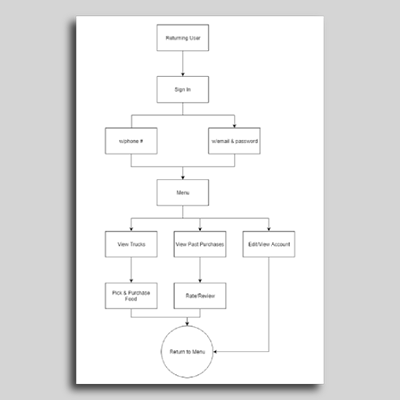 Returning User
Sign In
w/phone #
w/email & password
Menu
View Trucks
View Past Purchases
Edit/View Account
Pick & Purchase
Food
Rate/Review
Return to Menu